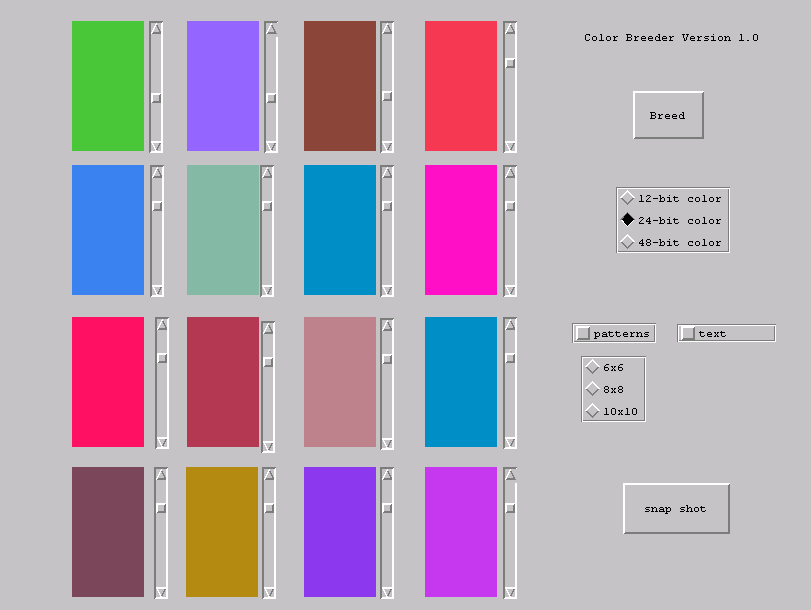 Color Breeder Version 1.0
Breed
12-bit color
24-bit color
48-bit color
patterns
text
6x6
8x8
10x10
snap shot